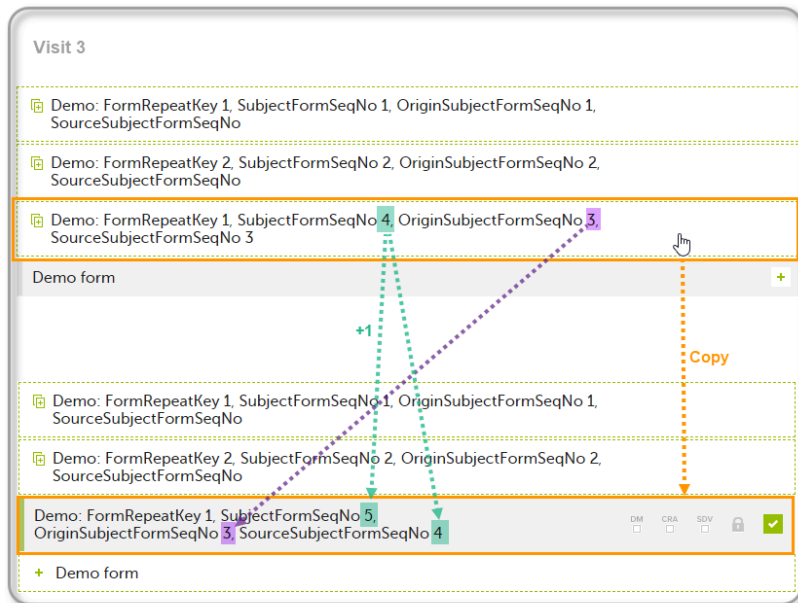 Visit 3
Demo: FormRepeatKey 1, SubjectFormSeqNo 1, OriginSubjectFormSeqNo 1,
SourceSubjectFormSeqNo
Demo: FormRepeatKey 2, SubjectFormSeqNo 2, OriginSubjectFormSeqNo 2,
SourceSubjectFormSeqNo
Demo: FormRepeatKey 1, SubjectFormSeqNo 4, OriginSubjectFormSeqNo 3,
SourceSubjectFormSeqNo 3
Demo form
+1
Copy
Demo: FormRepeatKey 1, SubjectFormSeqNo 1, OriginSubjectFormSeqNo 1,
SourceSubjectFormSeqNo
Demo: FormRepeatKey 2, SubjectFormSeqNo 2, OriginSubjectFormSeqNo 2,
SourceSubjectFormSeqNo
Demo: FormRepeatKey 1, SubjectFormSeqNo 5,
OriginSubjectFormSeqNo 3, SourceSubjectFormSeqNo 4
DM CRA SDV
+ Demo form